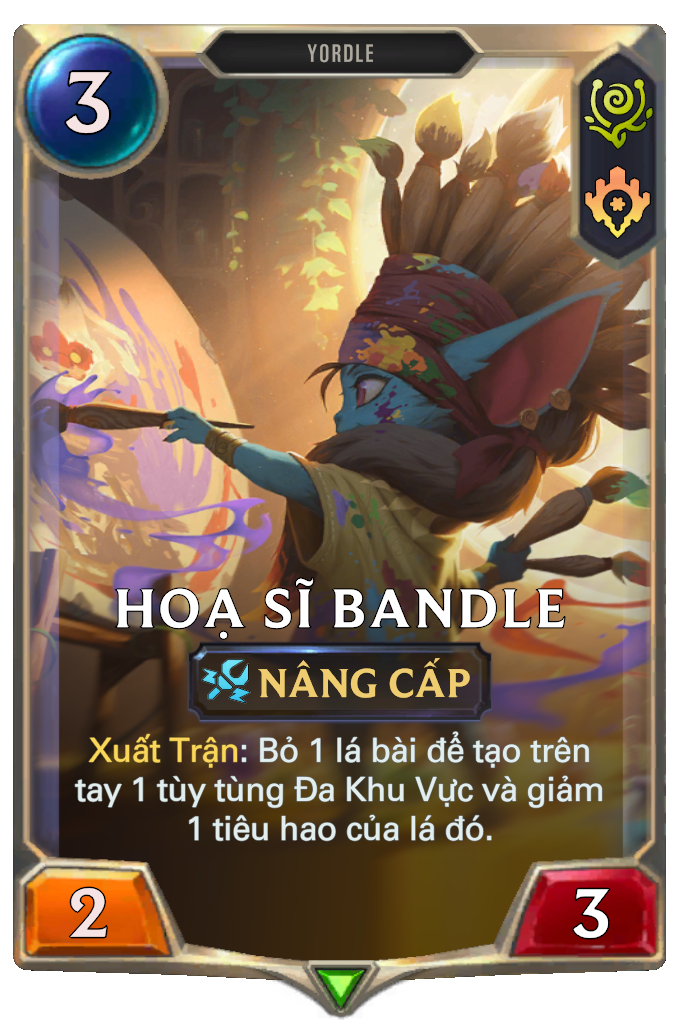 YORDLE
3
HOẠ SĨ BANDLE
NÂNG CẤP
Xuất Trận: Bỏ 1 lá bài để tạo trên
tay 1 tùy tùng Đa Khu Vực và giảm
1 tiêu hao của lá đó.
2
3